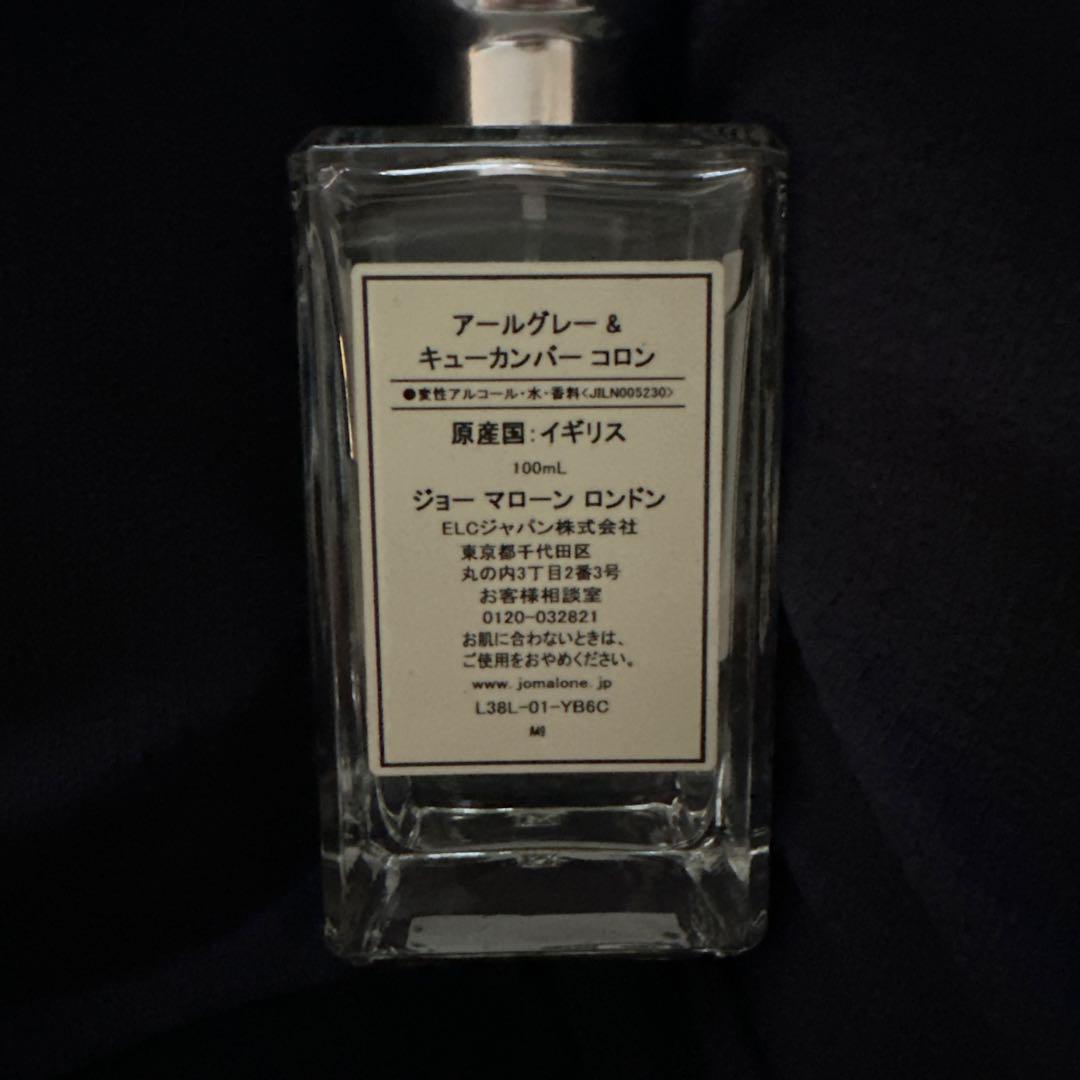 アールグレー &
キューカンバー コロン
●変性アルコール・水・香料<JILN005230>
原産国:イギリス
100mL
ジョー マローン ロンドン
ELCジャパン株式会社
東京都千代田区
丸の内3丁目2番3号
お客様相談室
0120-032821
お肌に合わないときは、
ご使用をおやめください。
www.jomalone.jp
L38L-01-YB6C